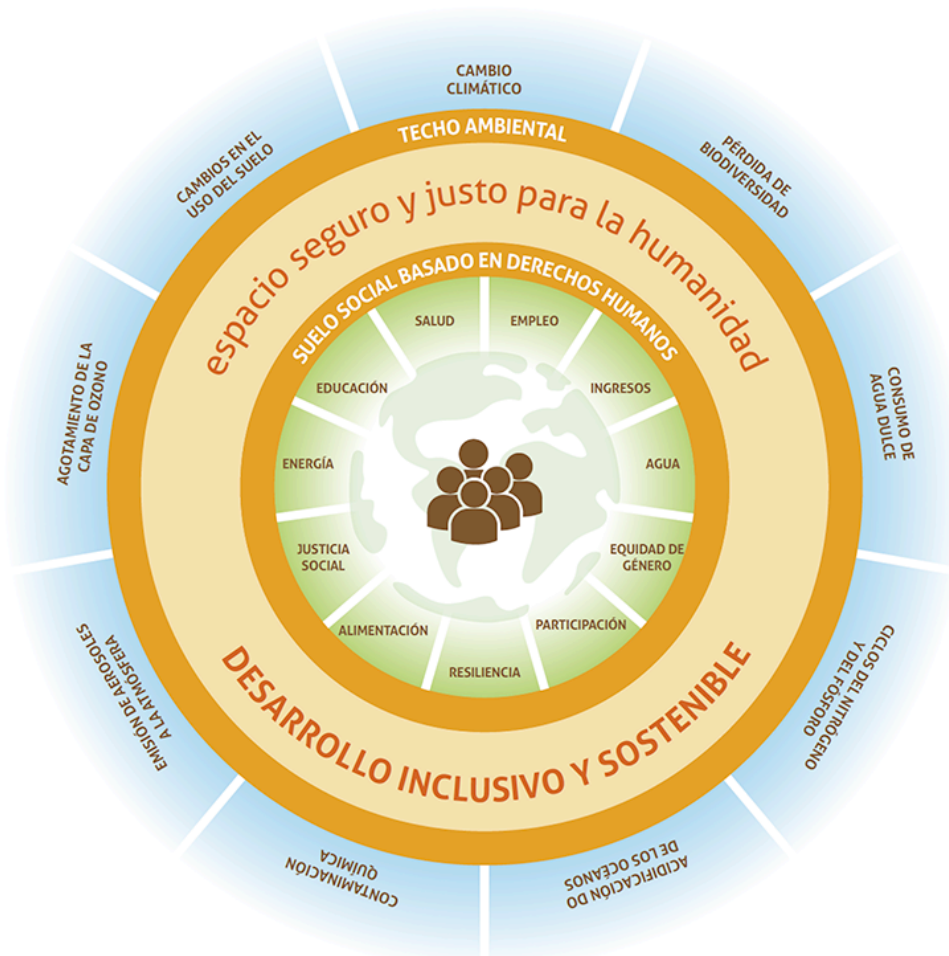 CAMBIO
CLIMÁTICO
PÉRDIDA DE
BIODIVERSIDAD
CONSUMO DE
AGUA DULCE
CICLOS DEL NITRÓGENO
Y DEL FÓSFORO
ACIDIFICACIÓN DO
DE LOS OCÉANOS
CONTAMINACIÓN
QUÍMICA
EMISIÓN DE AEROSOLES
A LA ATMÓSFERA
AGOTAMIENTO DE LA
CAPA DE OZONO
CAMBIOS EN EL
USO DEL SUELO
TECHO AMBIENTAL
espacio seguro y justo para la humanidad
SUELO SOCIAL BASADO EN DERECHOS HUMANOS
SALUD
EMPLEO
INGRESOS
AGUA
EQUIDAD DE
GÉNERO
PARTICIPACIÓN
RESILIENCIA
ALIMENTACIÓN
JUSTICIA
SOCIAL
ENERGÍA
EDUCACIÓN
DESARROLLO INCLUSIVO Y SOSTENIBLE